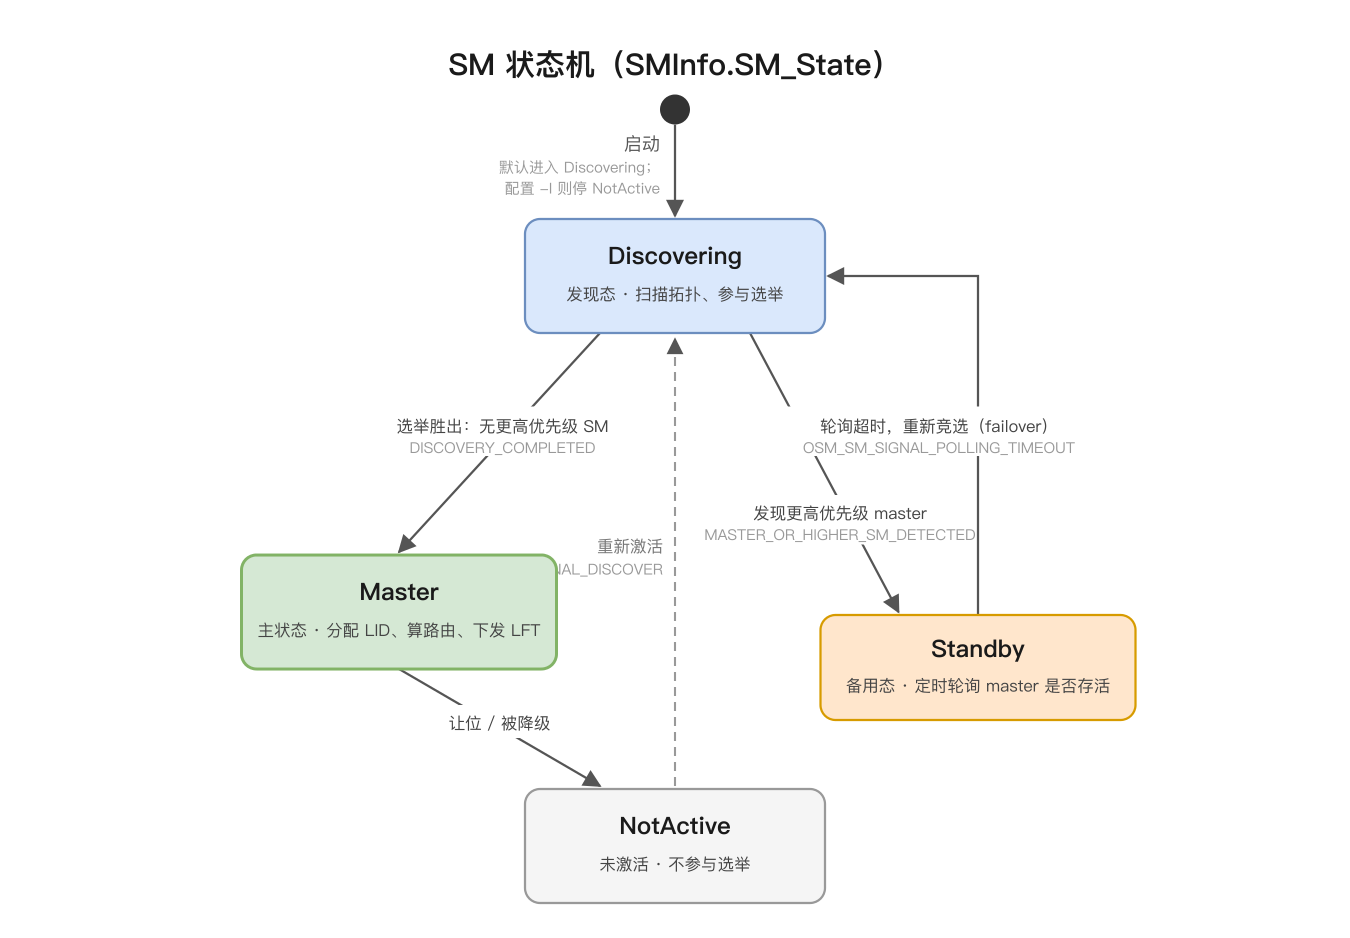 SM 状态机（SMInfo.SM_State）
启动
默认进入 Discovering；
配置 -I 则停 NotActive
Discovering
发现态 · 扫描拓扑、参与选举
选举胜出：无更高优先级 SM
DISCOVERY_COMPLETED
轮询超时，重新竞选（failover）
OSM_SM_SIGNAL_POLLING_TIMEOUT
发现更高优先级 master
MASTER_OR_HIGHER_SM_DETECTED
重新激活
NAL_DISCOVER
Master
主状态 · 分配 LID、算路由、下发 LFT
Standby
备用态 · 定时轮询 master 是否存活
让位 / 被降级
NotActive
未激活 · 不参与选举